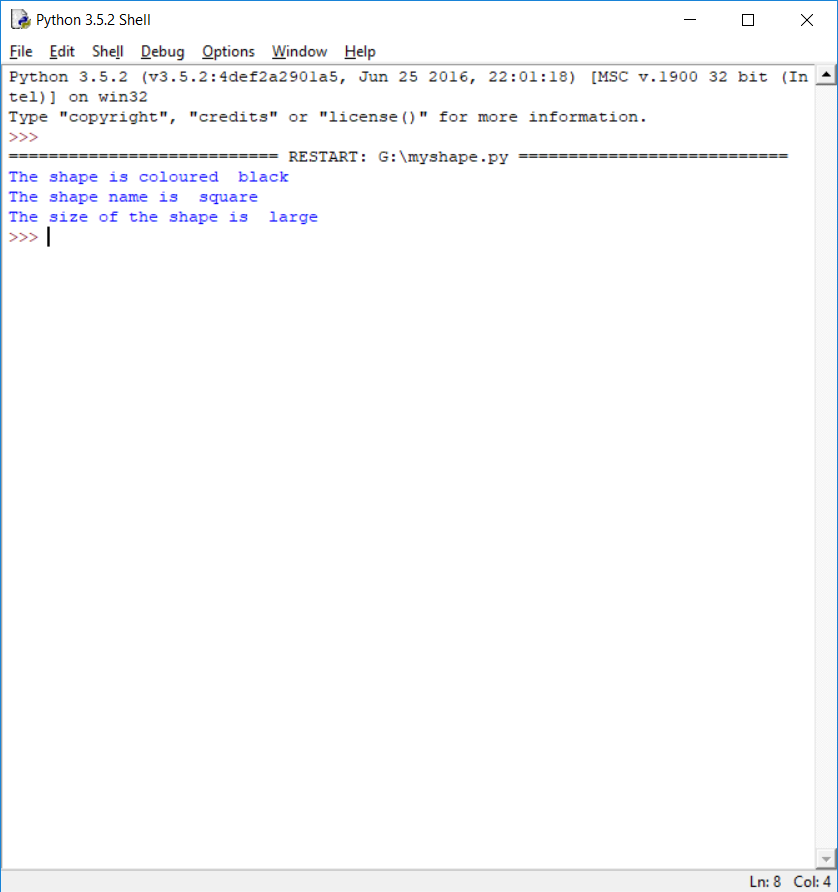 Python 3.5.2 Shell
File Edit Shell Debug Options Window Help
Python 3.5.2 (v3.5.2:4def2a2901a5, Jun 25 2016, 22:01:18) [MSC v.1900 32 bit (In
tel)] on win32
Type "copyright", "credits" or "license()" for more information.
>>>
=========================== RESTART: G:\myshape.py ===========================
The shape is coloured  black
The shape name is  square
The size of the shape is  large
>>>
Ln: 8 Col: 4